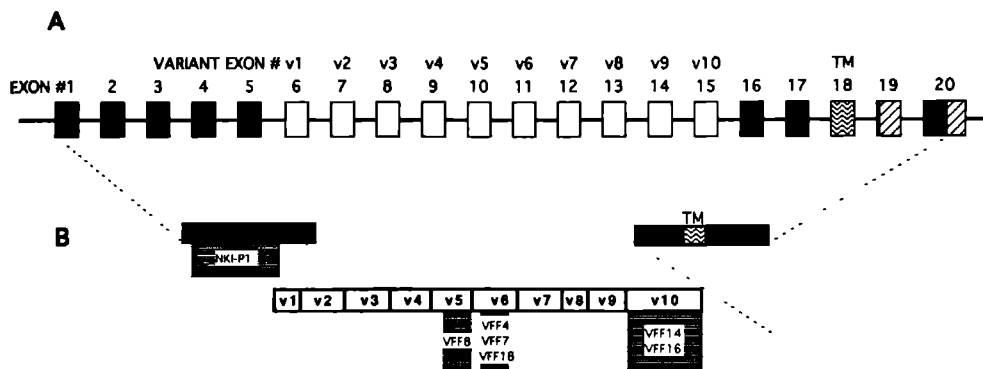 A
VARIANT EXON # v1 v2 v3 v4 v5 v6 v7 v8 v9 v10 TM
EXON #1 2 3 4 5 6 7 8 9 10 11 12 13 14 15 16 17 18 19 20
B
TM
NKI-P1
v1 v2 v3 v4 v5 v6 v7 v8 v9 v10
VFF8 VFF4 VFF14
VFF7 VFF16
VFF18